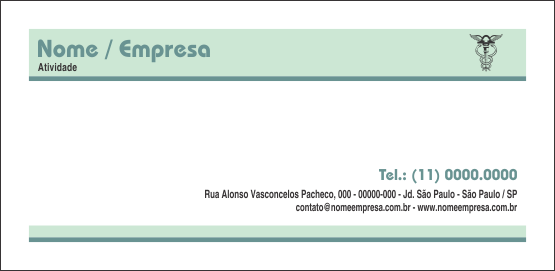 Nome / Empresa
Atividade
Tel.: (11) 0000.0000
Rua Alonso Vasconcelos Pacheco, 000 - 00000-000 - Jd. São Paulo - São Paulo / SP
contato@nomeempresa.com.br - www.nomeempresa.com.br